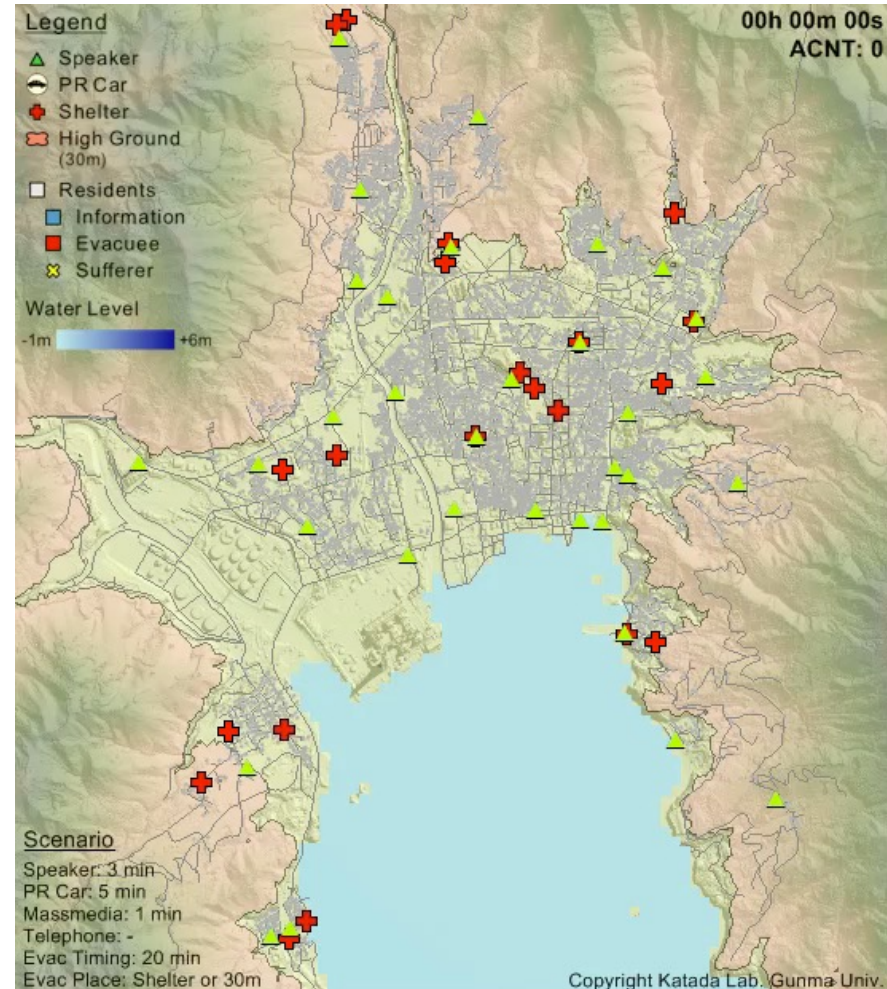 Legend
Speaker
PR Car
Shelter
High Ground
(30m)
Residents
Information
Evacuee
Sufferer
Water Level
-1m +6m
00h 00m 00s
ACNT: 0
Scenario
Speaker: 3 min
PR Car: 5 min
Massmedia: 1 min
Telephone: -
Evac Timing: 20 min
Evac Place: Shelter or 30m
Copyright Katada Lab. Gunma Univ.